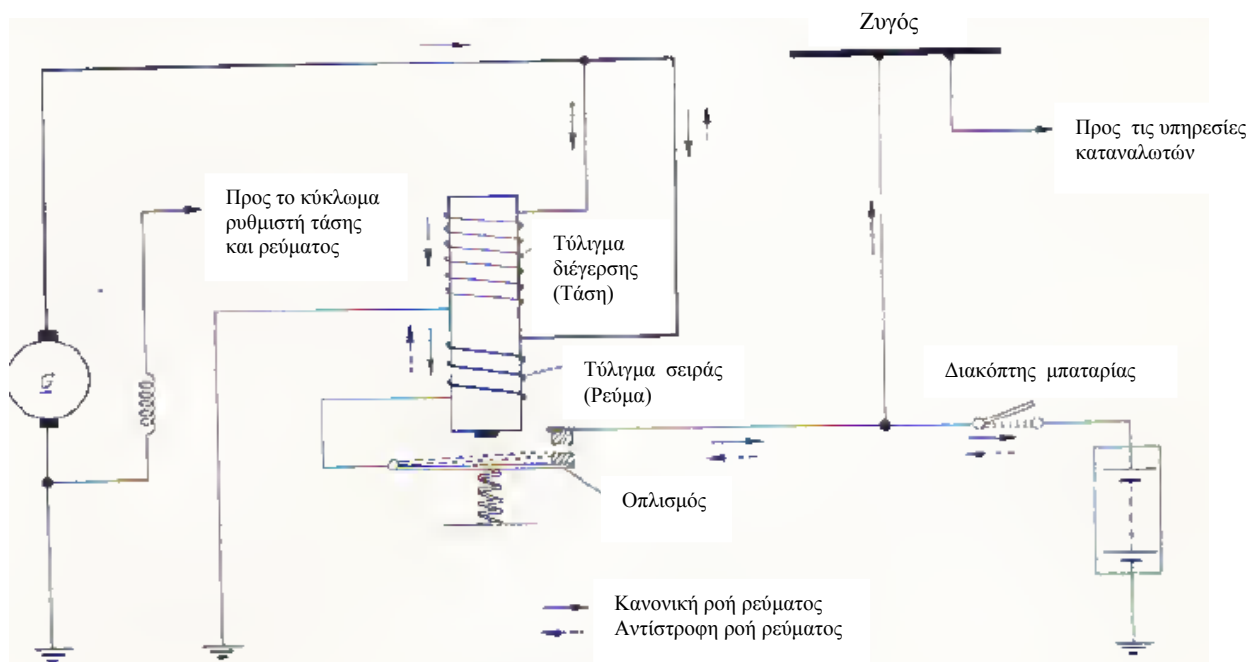 Ζυγός
Προς τις υπηρεσίες
καταναλωτών
Προς το κύκλωμα
ρυθμιστή τάσης
και ρεύματος
Τύλιγμα
διέγερσης
(Τάση)
Τύλιγμα σειράς
(Ρεύμα)
Διακόπτης μπαταρίας
Οπλισμός
Κανονική ροή ρεύματος
Αντίστροφη ροή ρεύματος